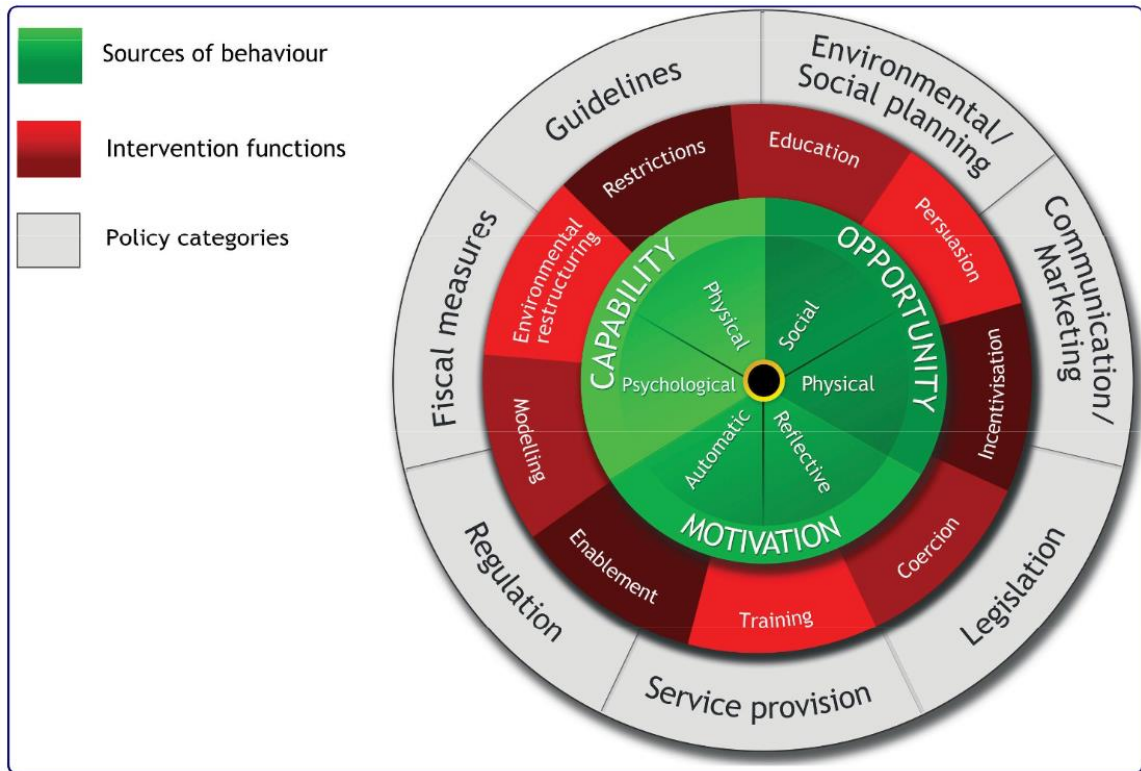 Sources of behaviour
Intervention functions
Policy categories
Guidelines
Environmental/
Social planning
Communication/
Marketing
Legislation
Service provision
Regulation
Fiscal measures
Restrictions
Education
Persuasion
Incentivisation
Coercion
Training
Enablement
Modelling
Environmental
restructuring
CAPABILITY
OPPORTUNITY
MOTIVATION
Physical
Social
Physical
Reflective
Automatic
Psychological